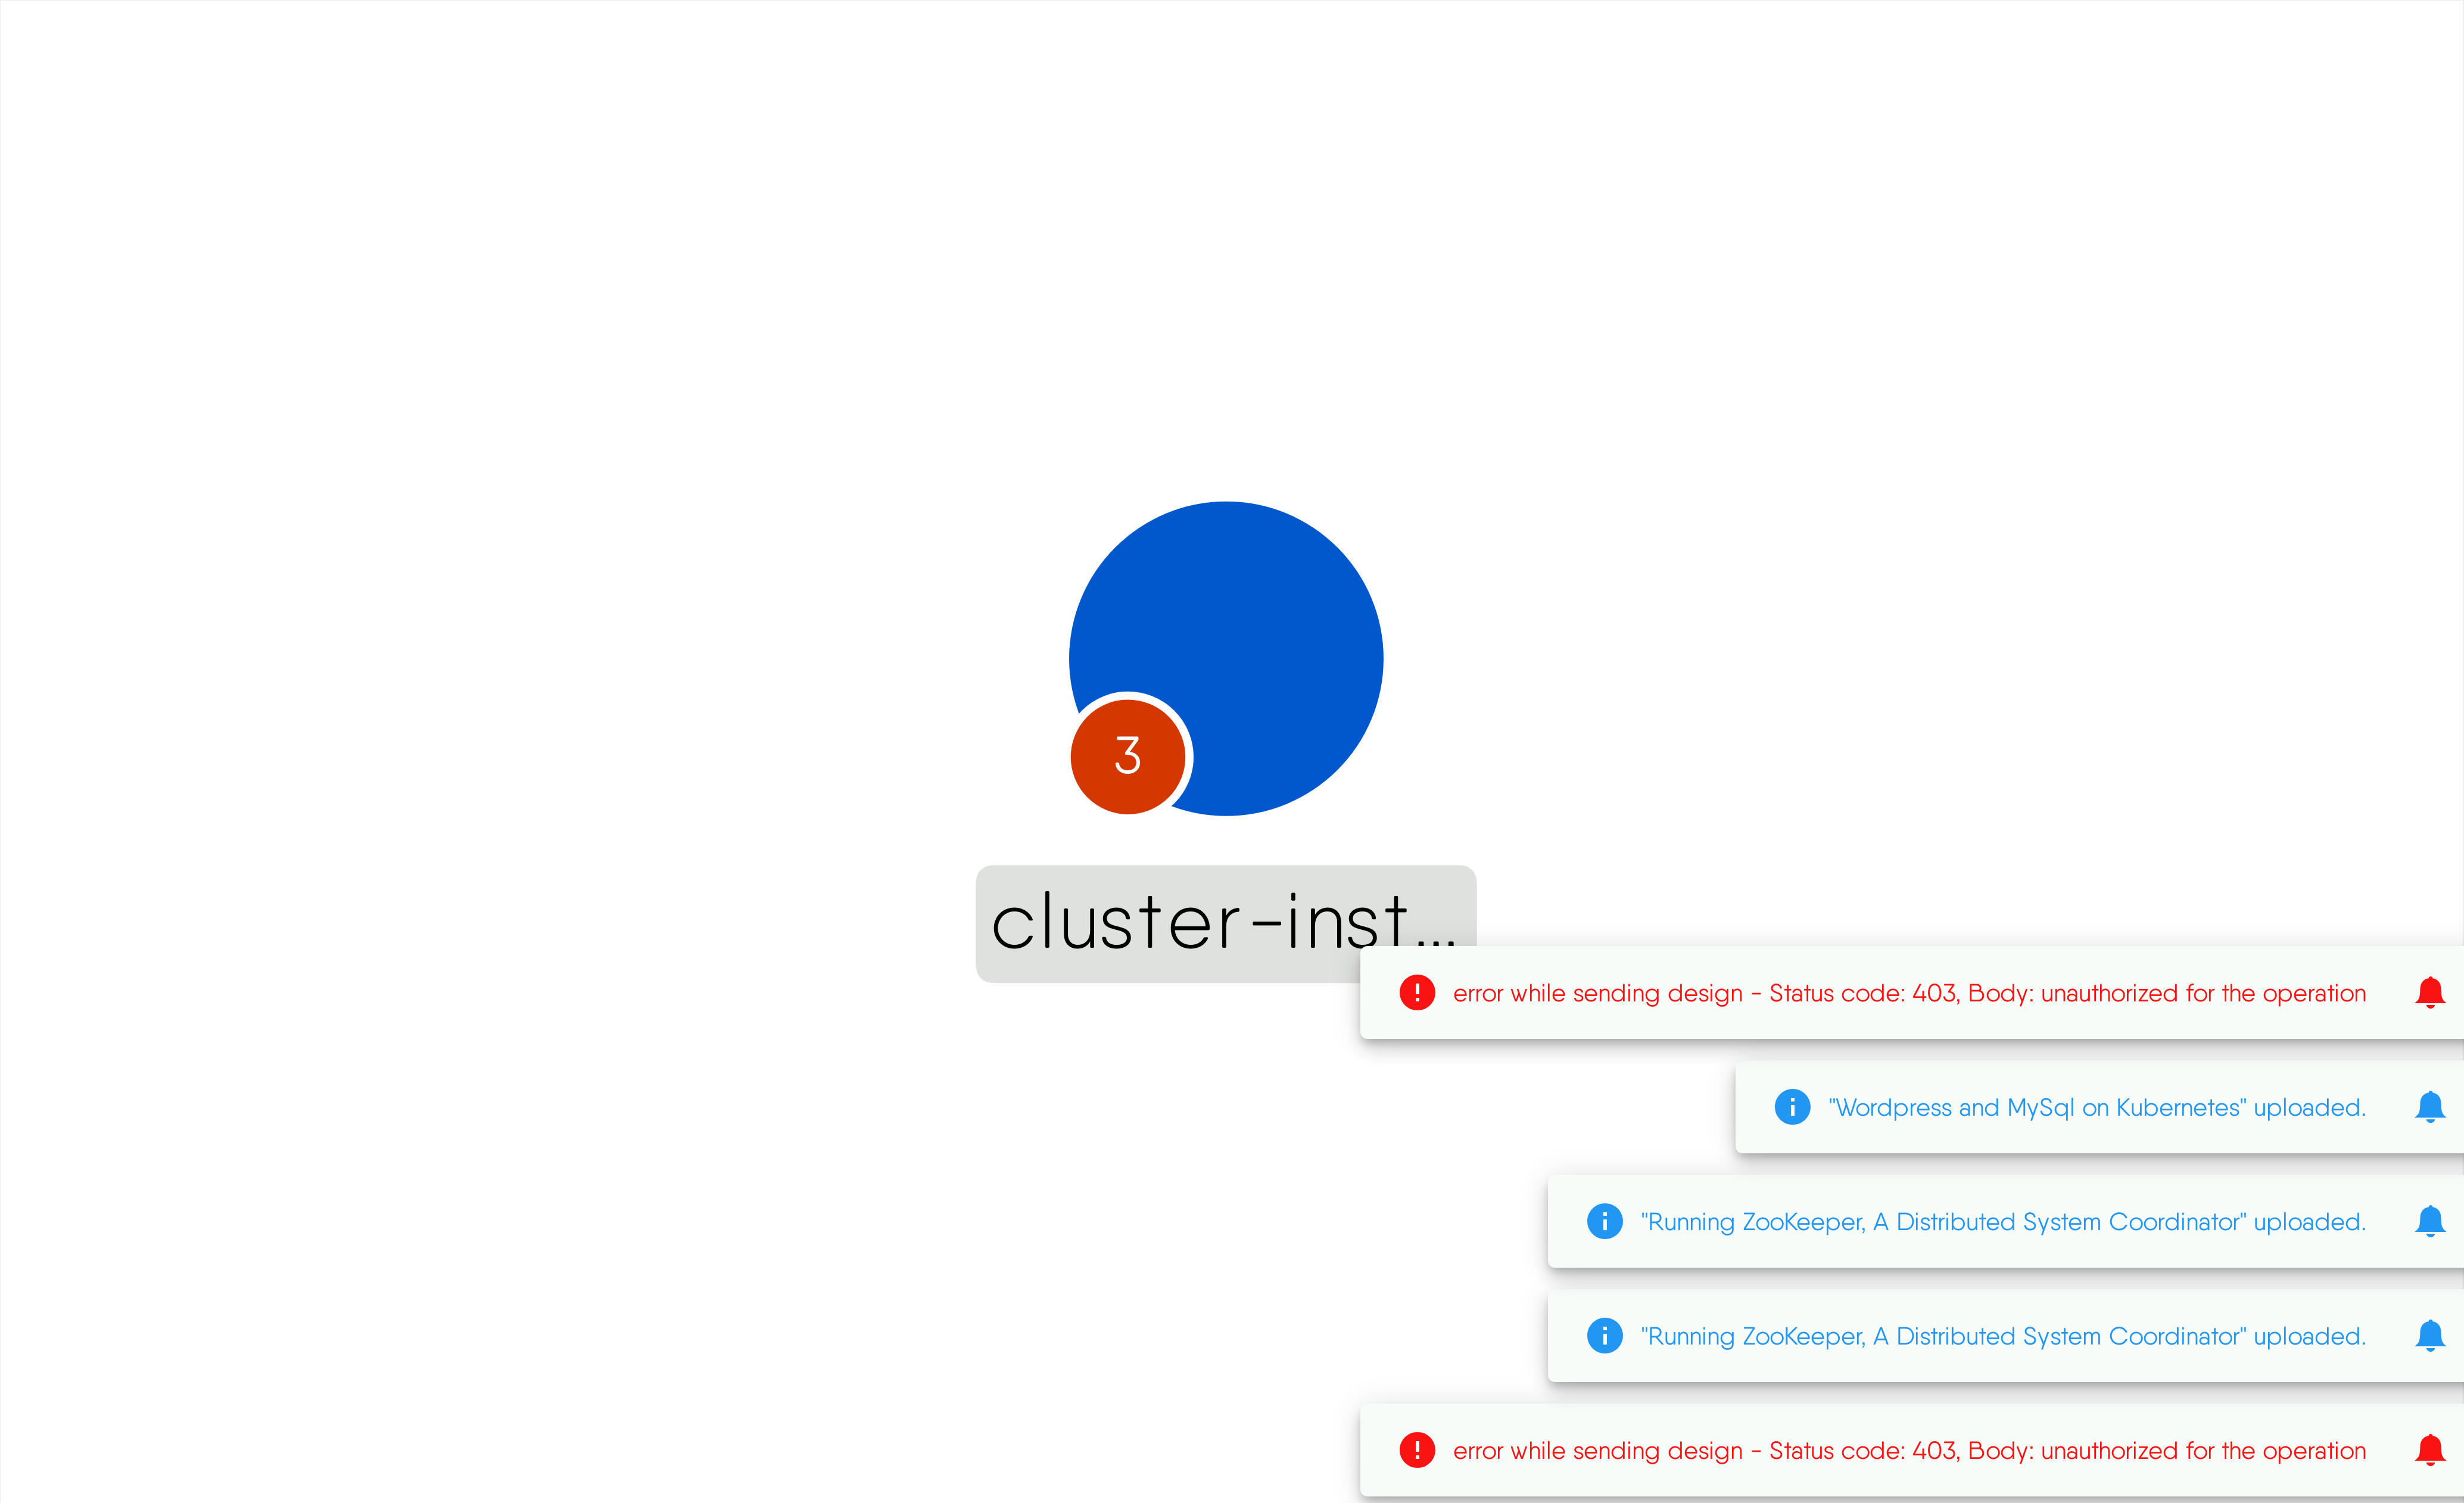 3
cluster-inst...
error while sending design - Status code: 403, Body: unauthorized for the operation
"Wordpress and MySql on Kubernetes" uploaded.
"Running ZooKeeper, A Distributed System Coordinator" uploaded.
"Running ZooKeeper, A Distributed System Coordinator" uploaded.
error while sending design - Status code: 403, Body: unauthorized for the operation